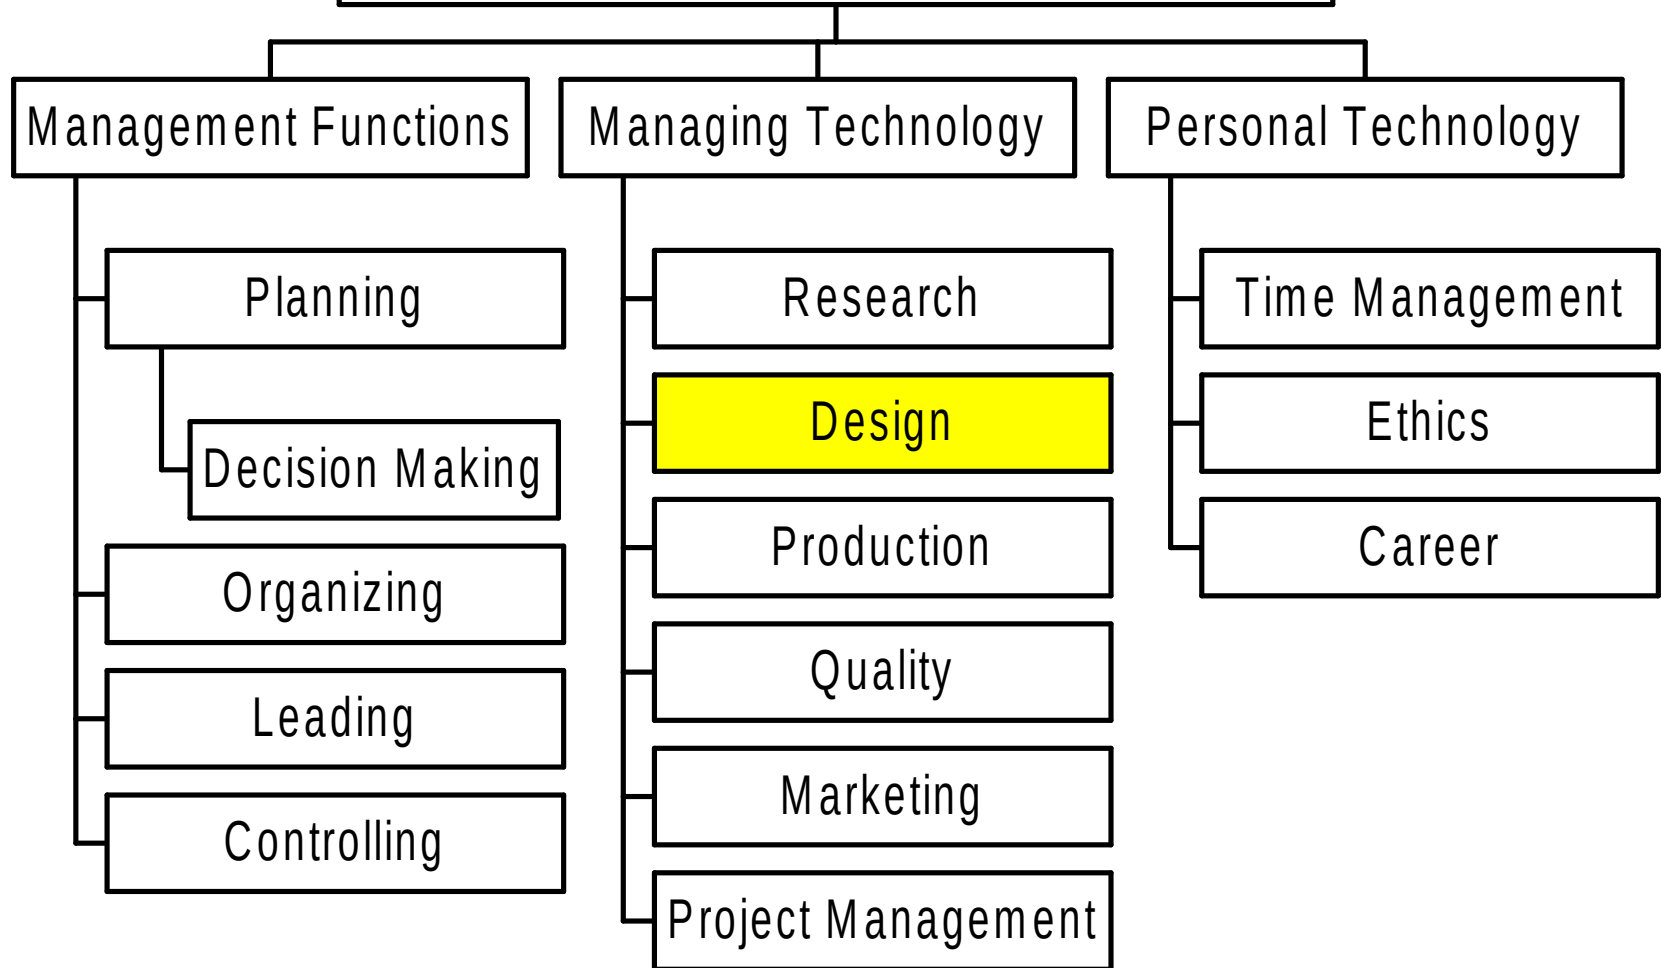 Management Functions
Managing Technology
Personal Technology
Planning
Decision Making
Organizing
Leading
Controlling
Research
Design
Production
Quality
Marketing
Project Management
Time Management
Ethics
Career